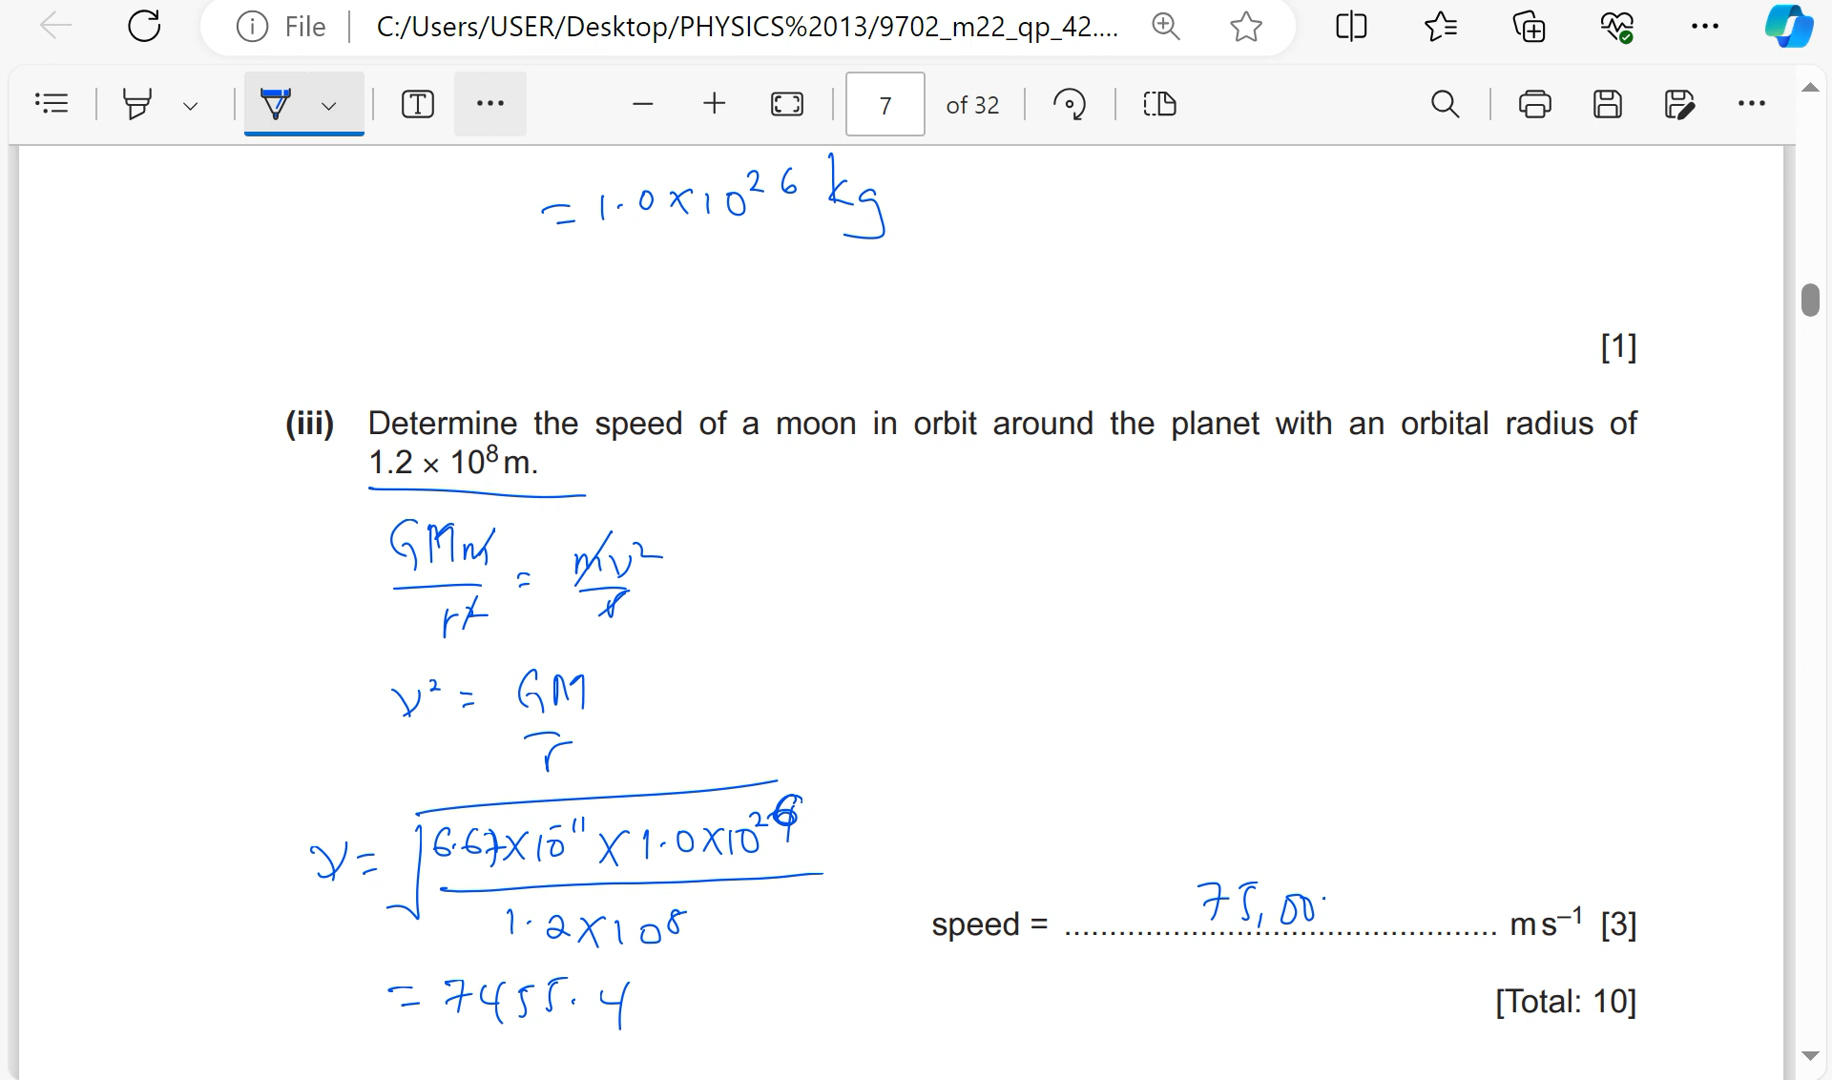 File C:/Users/USER/Desktop/PHYSICS%2013/9702_m22_qp_42....
7 of 32
= 1.0 × 10²⁶ kg
[1]
(iii) Determine the speed of a moon in orbit around the planet with an orbital radius of
1.2 × 10⁸ m.
GMm/r² = mv²/r
v² = GM/r
v = √(6.67×10⁻¹¹ × 1.0×10²⁶ / 1.2×10⁸)
speed = 75,00. m s⁻¹ [3]
= 7455.4
[Total: 10]